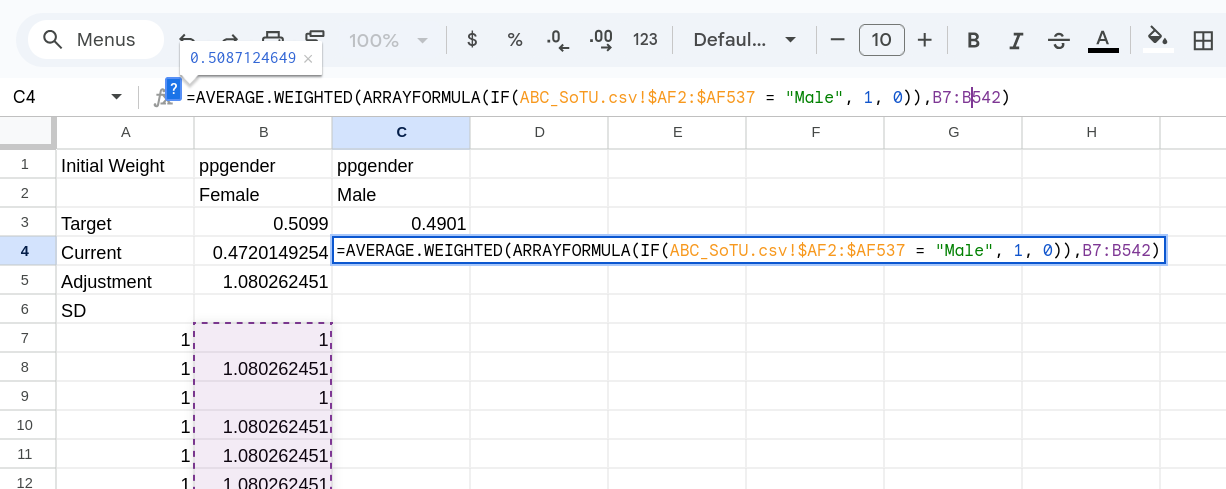 Menus 100% $ % .0 .00 123 Defaul... 10 B I A
0.5087124649 ×
C4 fx ? =AVERAGE.WEIGHTED(ARRAYFORMULA(IF(ABC_SoTU.csv!$AF2:$AF537 = "Male", 1, 0)),B7:B542)
A B C D E F G H
1 Initial Weight ppgender ppgender
2 Female Male
3 Target 0.5099 0.4901
4 Current 0.4720149254 =AVERAGE.WEIGHTED(ARRAYFORMULA(IF(ABC_SoTU.csv!$AF2:$AF537 = "Male", 1, 0)),B7:B542)
5 Adjustment 1.080262451
6 SD
7 1 1
8 1 1.080262451
9 1 1
10 1 1.080262451
11 1 1.080262451
12 1 1.080262451